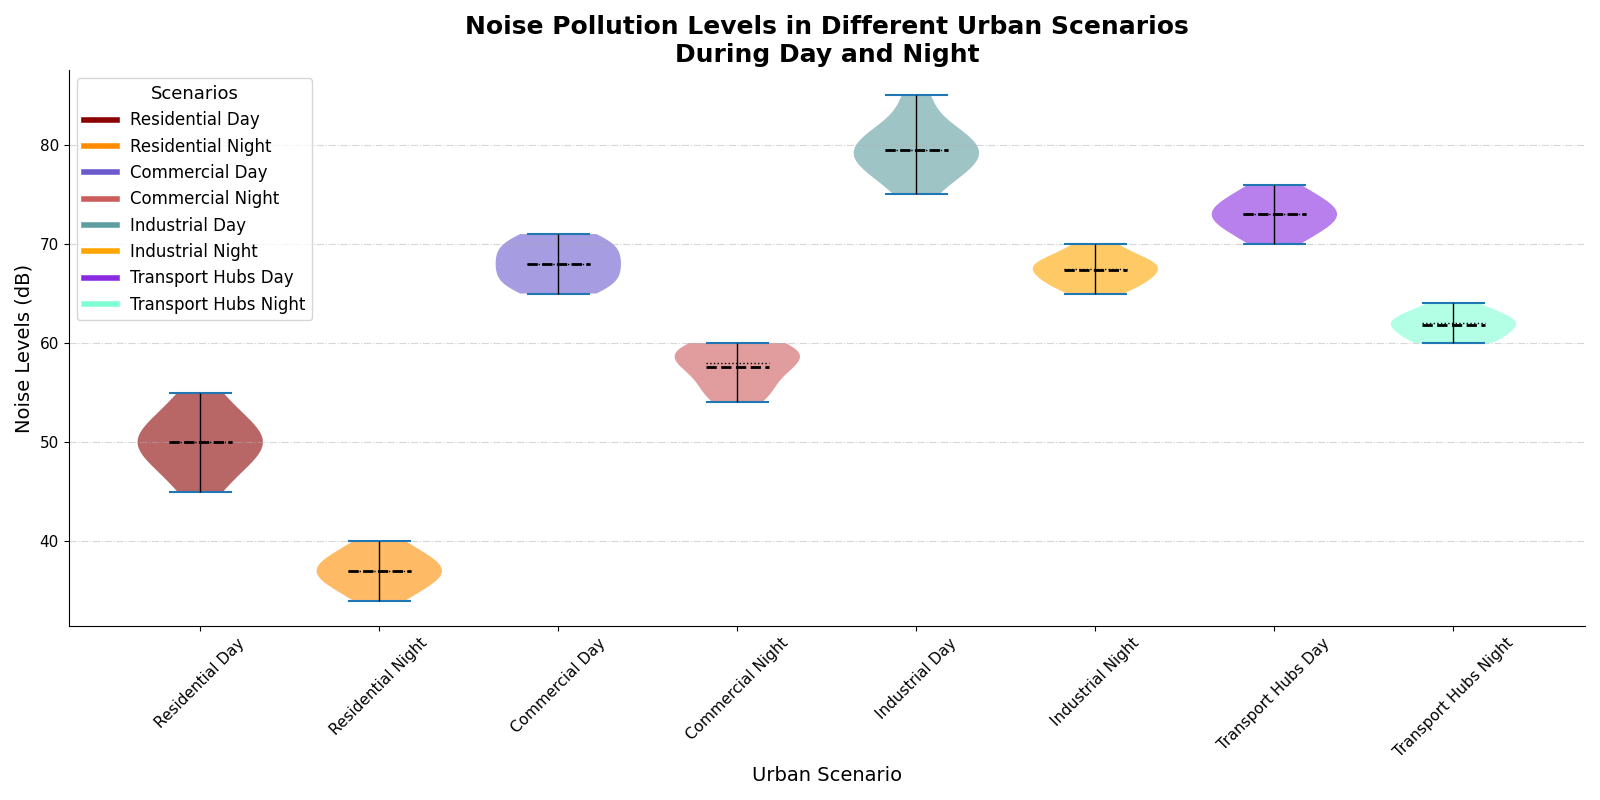 Noise Pollution Levels in Different Urban Scenarios
During Day and Night
Scenarios
Residential Day
Residential Night
Commercial Day
Commercial Night
Industrial Day
Industrial Night
Transport Hubs Day
Transport Hubs Night
Noise Levels (dB)
80
70
60
50
40
Residential Day
Residential Night
Commercial Day
Commercial Night
Industrial Day
Industrial Night
Transport Hubs Day
Transport Hubs Night
Urban Scenario